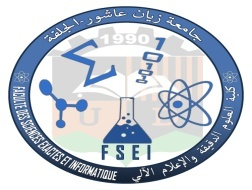 جامعة زيان عاشور-الجلفة
1990
FSEI
كلية العلوم الدقيقة والإعلام الآلي
FACULTE DES SCIENCES EXACTES ET INFORMATIQUE